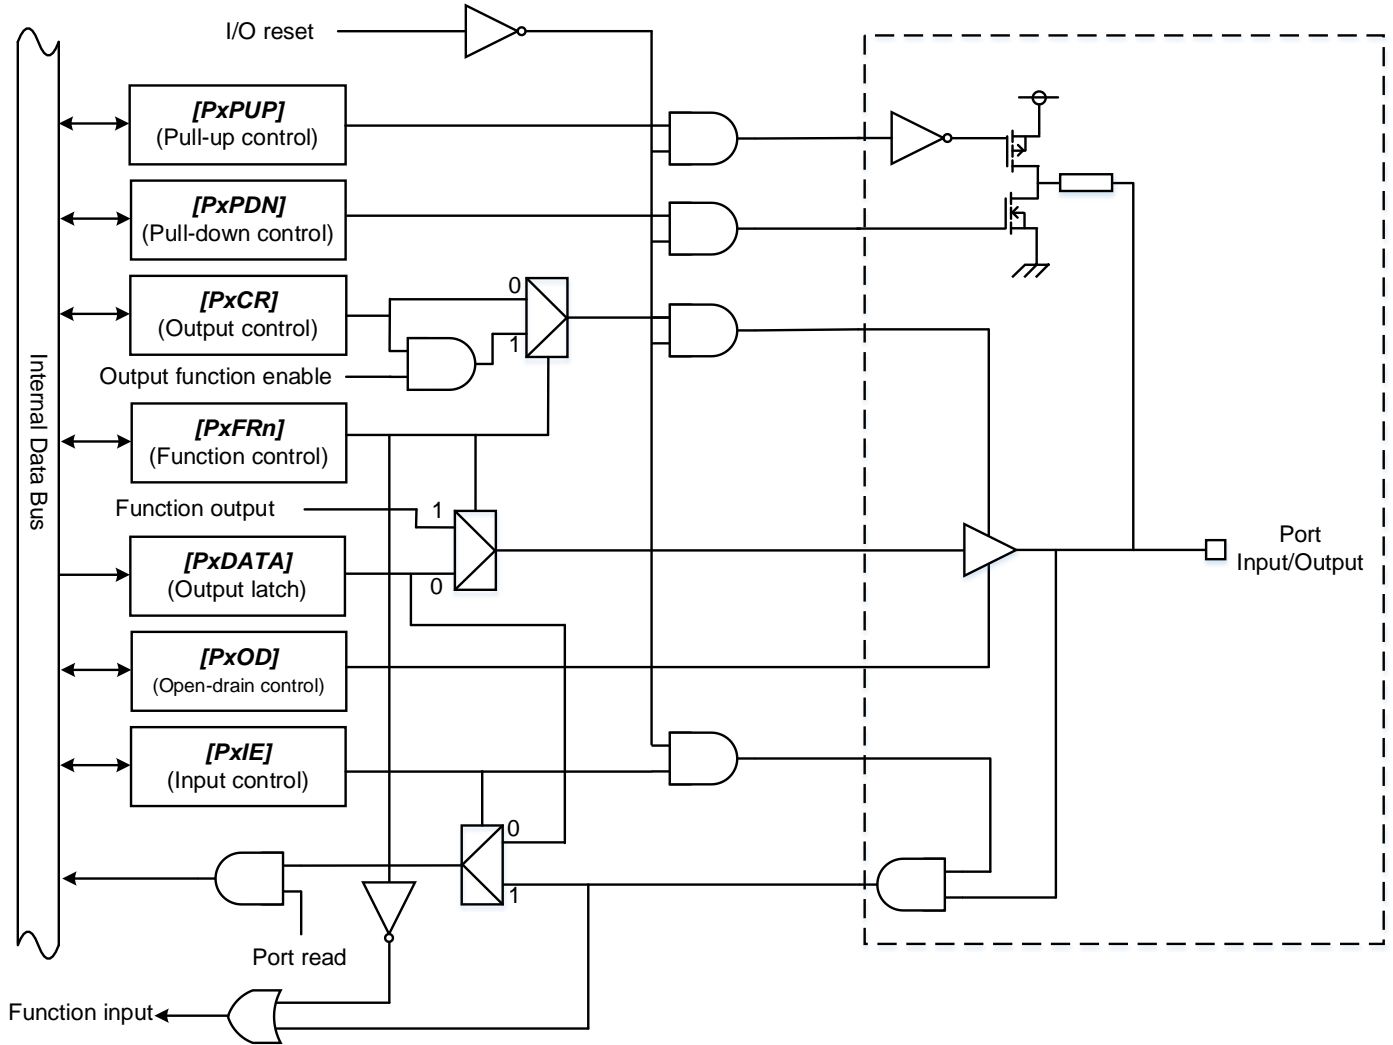 I/O reset
[PxPUP]
(Pull-up control)
[PxPDN]
(Pull-down control)
[PxCR]
(Output control)
0
1
Output function enable
[PxFRn]
(Function control)
Internal Data Bus
Function output
1
[PxDATA]
(Output latch)
0
Port
Input/Output
[PxOD]
(Open-drain control)
[PxIE]
(Input control)
0
1
Port read
Function input